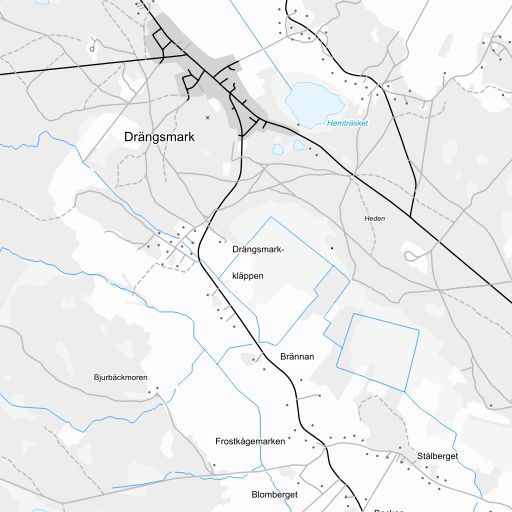 Hemträsket
Drängsmark
Heden
Drängsmark-
kläppen
Brännan
Bjurbäckmoren
Frostkågemarken
Stålberget
Blomberget